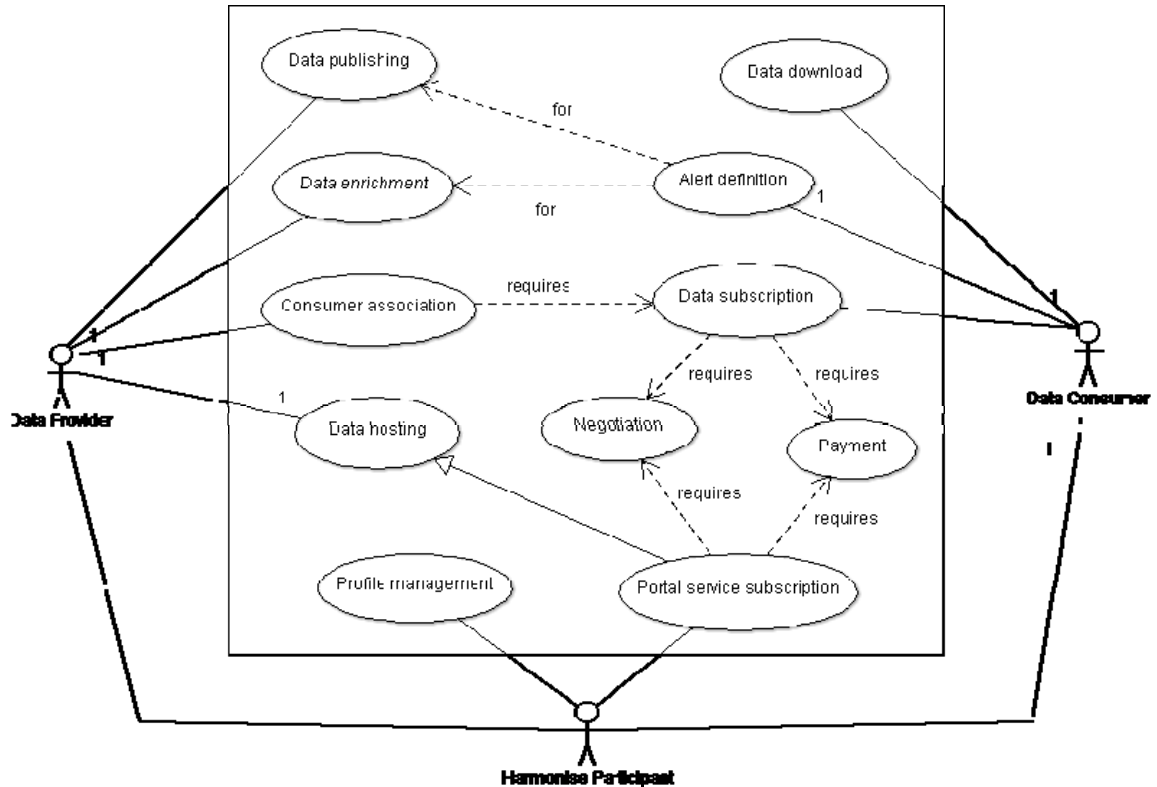 Data publishing
Data download
for
Data enrichment
Alert definition
1
for
requires
Consumer association
Data subscription
1
1
1
requires
requires
Data Provider
Data Consumer
1
Data hosting
Negotiation
Payment
1
requires
requires
Profile management
Portal service subscription
Harmonise Participant